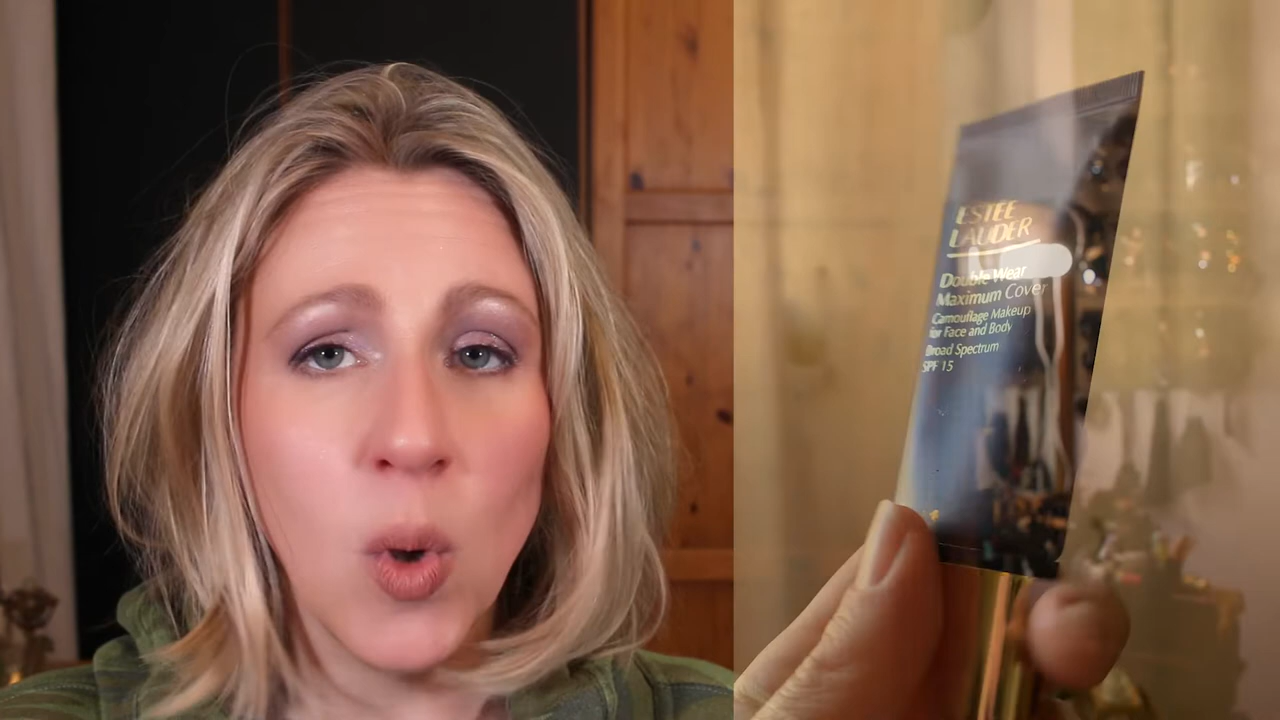 ESTEE
LAUDER
Double Wear
Maximum Cover
Camouflage Makeup
for Face and Body
Broad Spectrum
SPF 15